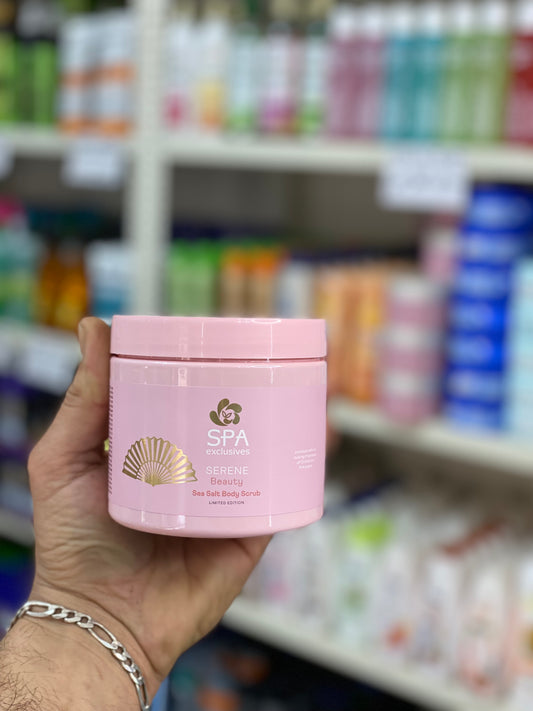 SPA
exclusives
SERENE
Beauty
Sea Salt Body Scrub
LIMITED EDITION